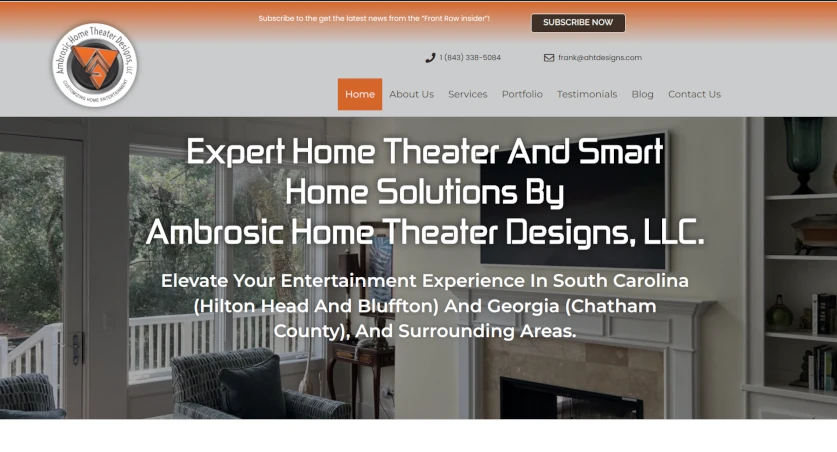 Subscribe to the get the latest news from the "Front Row insider"!
SUBSCRIBE NOW
Ambrosic Home Theater Designs, LLC
CUSTOMIZING HOME ENTERTAINMENT
1 (843) 338-5084
frank@ahtdesigns.com
Home
About Us
Services
Portfolio
Testimonials
Blog
Contact Us
Expert Home Theater And Smart
Home Solutions By
Ambrosic Home Theater Designs, LLC.
Elevate Your Entertainment Experience In South Carolina
(Hilton Head And Bluffton) And Georgia (Chatham
County), And Surrounding Areas.